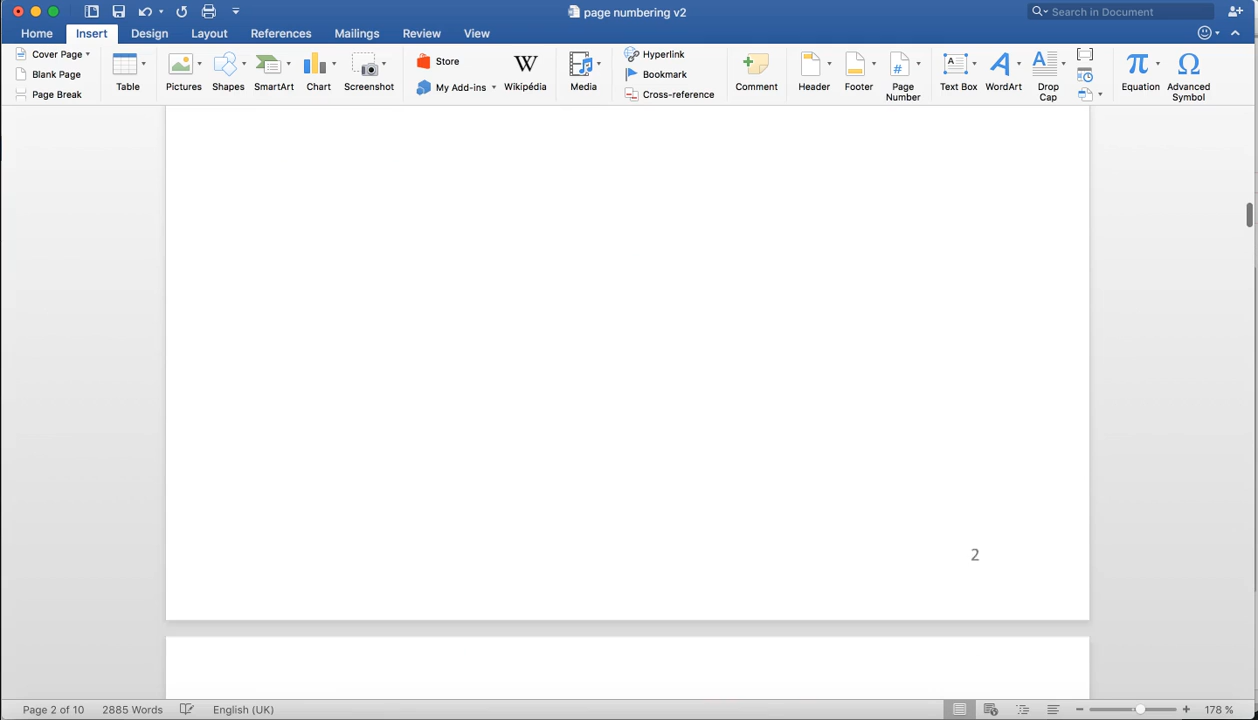 page numbering v2
Search in Document
Home Insert Design Layout References Mailings Review View
Cover Page
Blank Page
Page Break
Table
Pictures
Shapes
SmartArt
Chart
Screenshot
Store
My Add-ins
W
Wikipédia
Media
Hyperlink
Bookmark
Cross-reference
Comment
Header
Footer
#
Page
Number
A
Text Box
A
WordArt
A
Drop
Cap
π
Equation
Ω
Advanced
Symbol
2
Page 2 of 10 2885 Words English (UK) 178 %